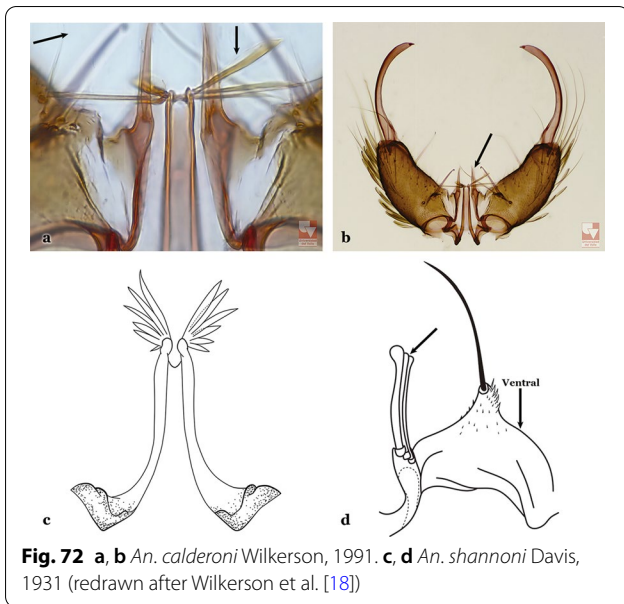 a
b
c
d
Ventral
Fig. 72 a, b An. calderoni Wilkerson, 1991. c, d An. shannoni Davis,
1931 (redrawn after Wilkerson et al. [18])